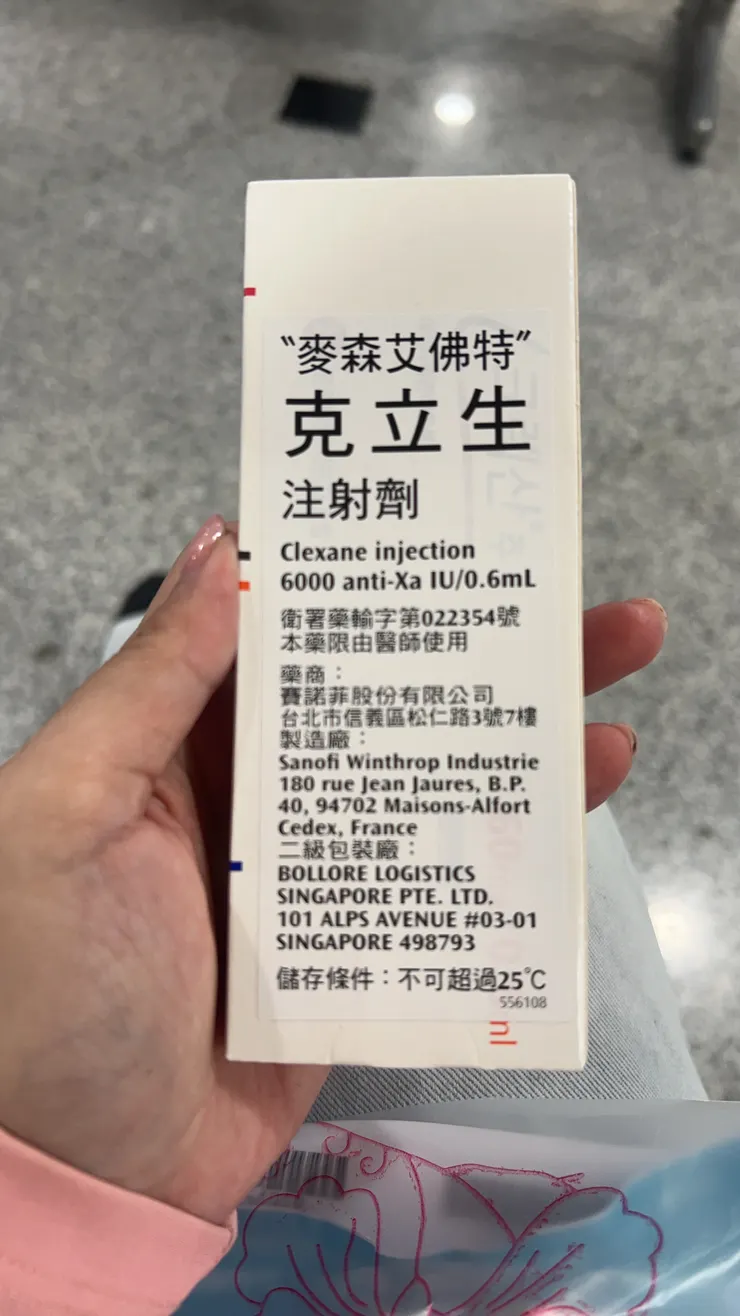 “麥森艾佛特”
克立生
注射劑
Clexane injection
6000 anti-Xa IU/0.6mL
衛署藥輸字第022354號
本藥限由醫師使用
藥商：
賽諾菲股份有限公司
台北市信義區松仁路3號7樓
製造廠：
Sanofi Winthrop Industrie
180 rue Jean Jaures, B.P.
40, 94702 Maisons-Alfort
Cedex, France
二級包裝廠：
BOLLORE LOGISTICS
SINGAPORE PTE. LTD.
101 ALPS AVENUE #03-01
SINGAPORE 498793
儲存條件：不可超過25℃
556108